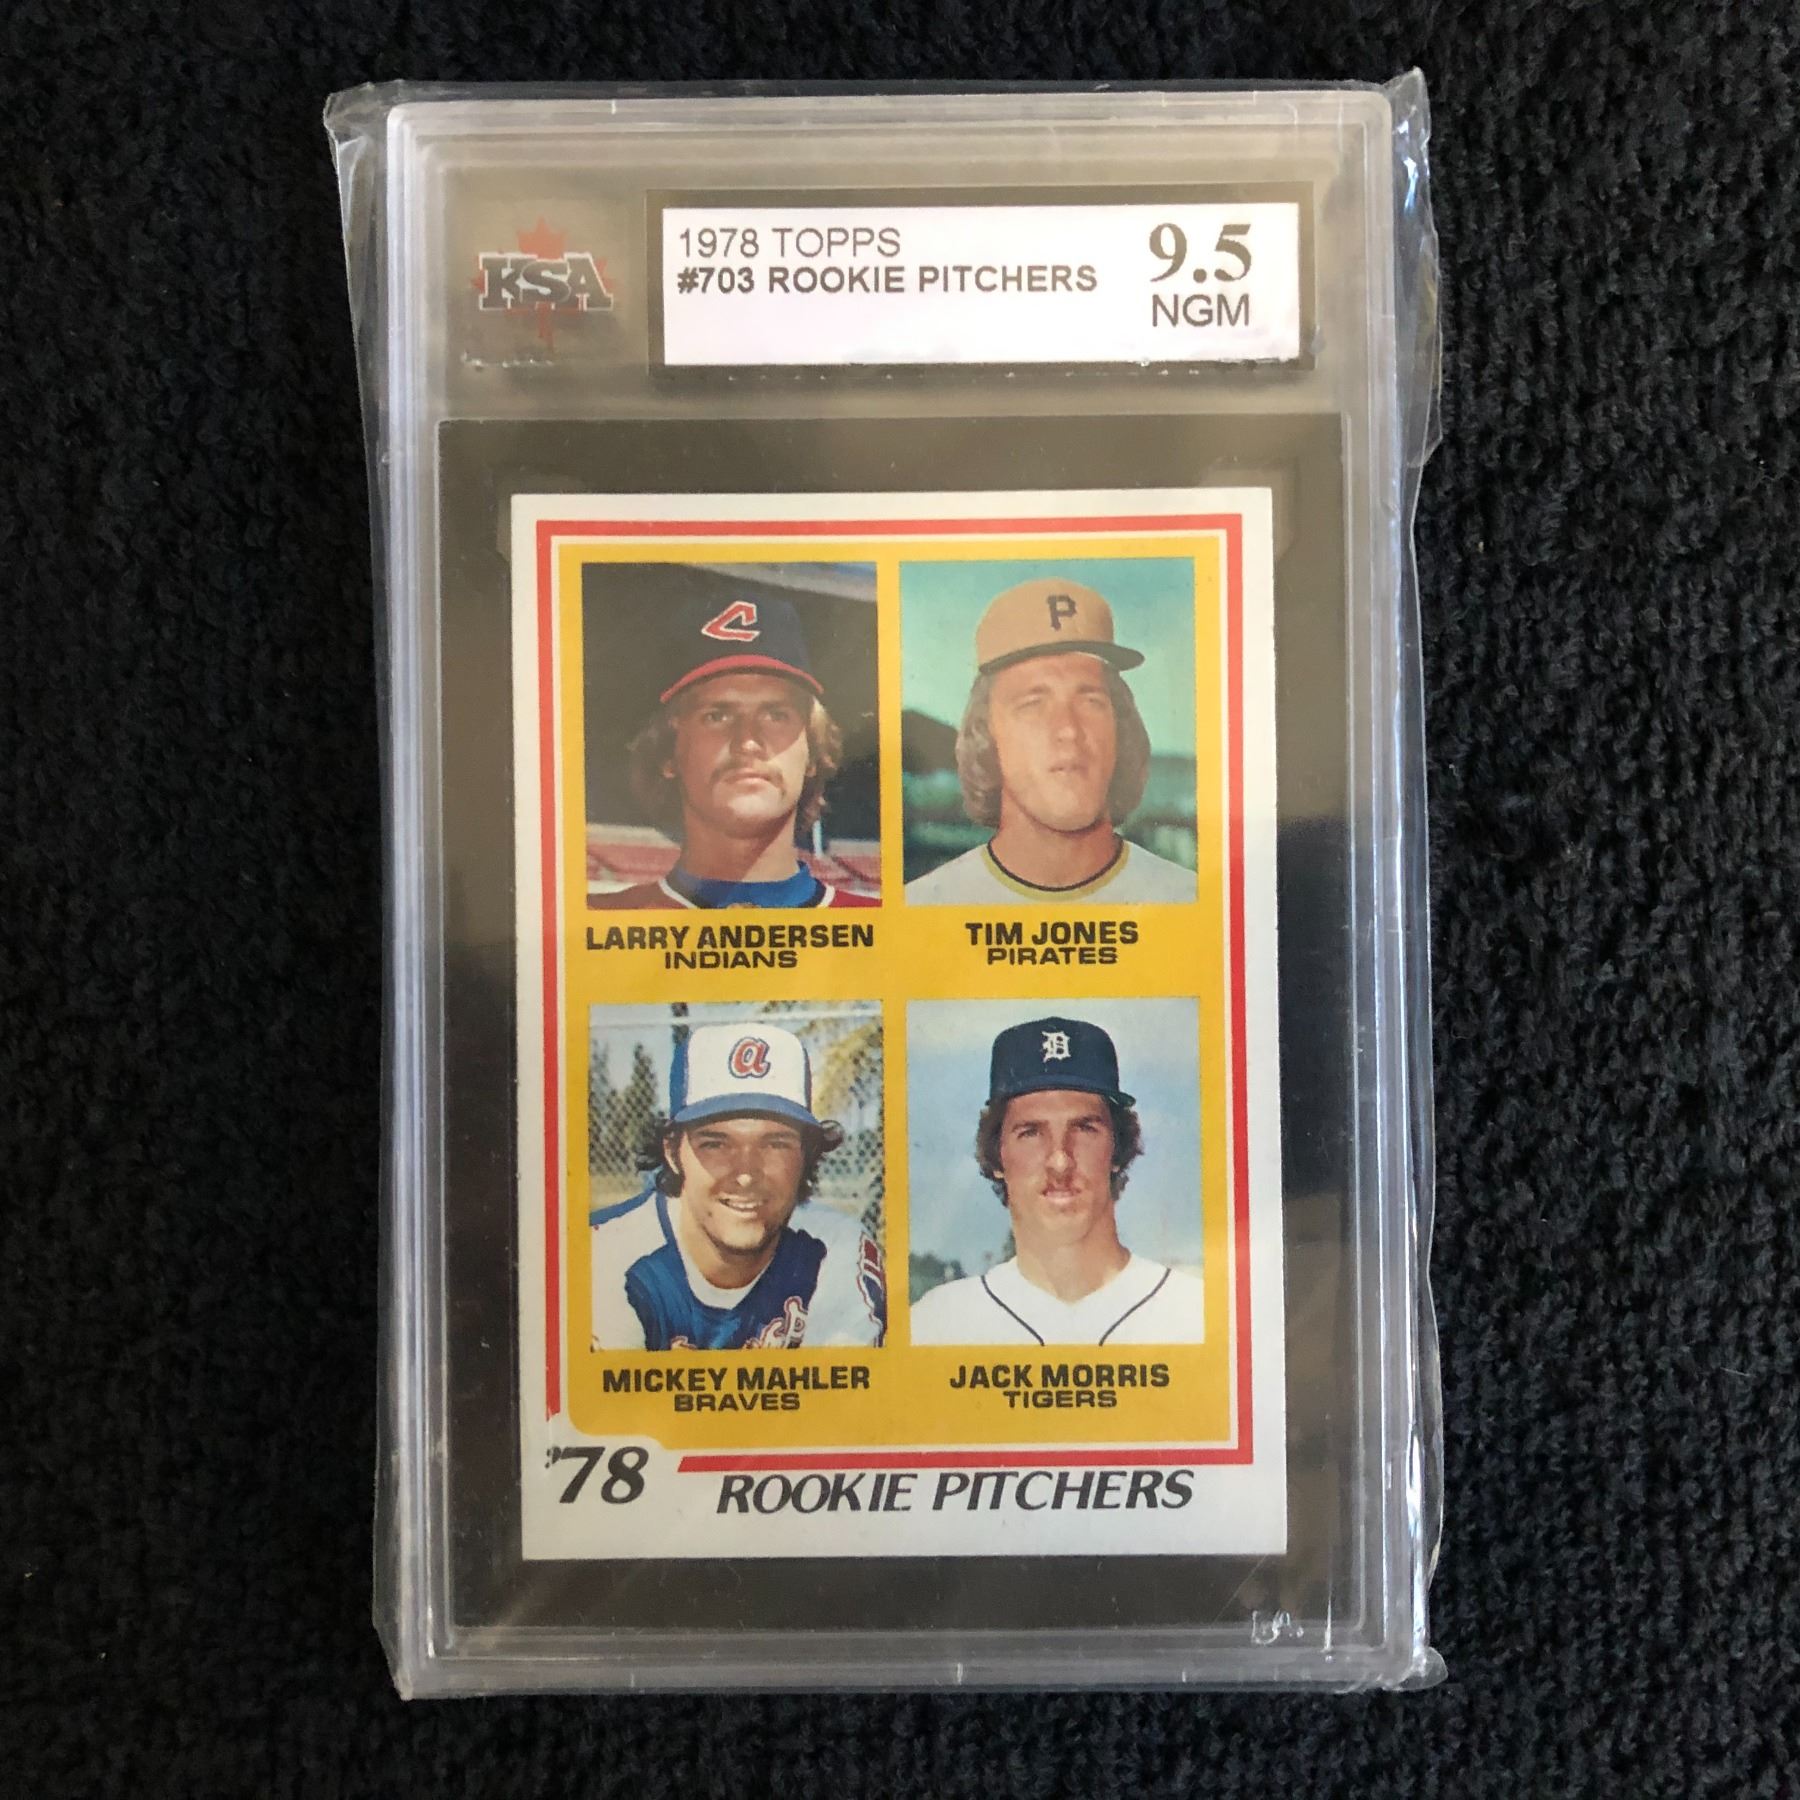 KSA
1978 TOPPS
#703 ROOKIE PITCHERS
9.5
NGM
C
P
LARRY ANDERSEN
INDIANS
TIM JONES
PIRATES
a
D
MICKEY MAHLER
BRAVES
JACK MORRIS
TIGERS
'78
ROOKIE PITCHERS